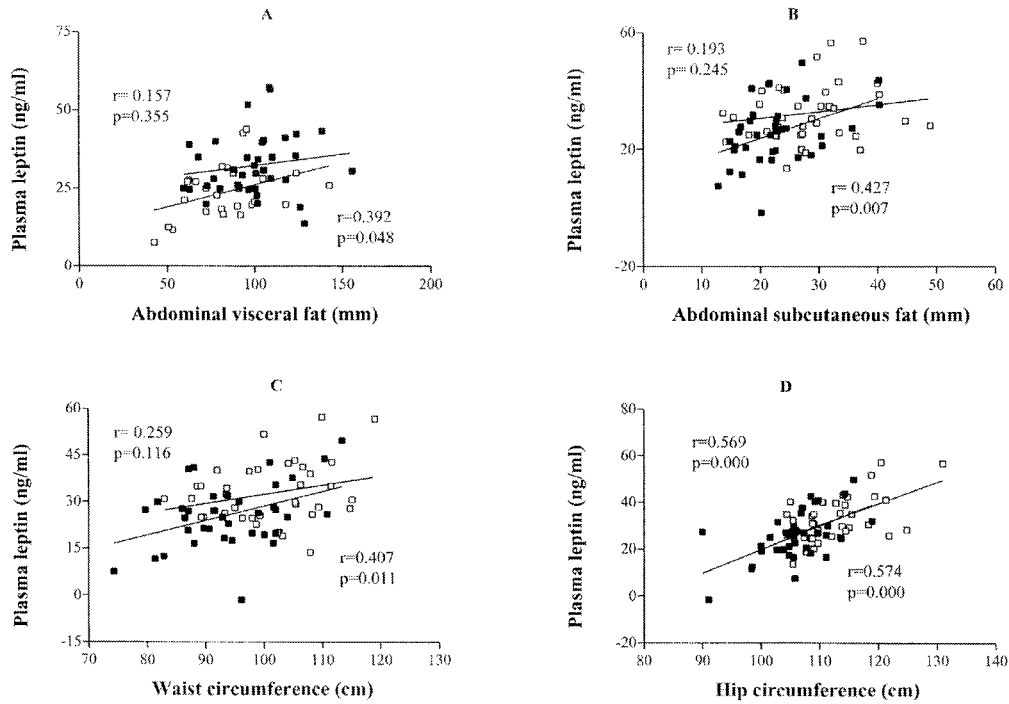 A
75
50
25
0
Plasma leptin (ng/ml)
r= 0.157
p=0.355
r=0.392
p=0.048
0 50 100 150 200
Abdominal visceral fat (mm)
B
60
20
-20
Plasma leptin (ng/ml)
r= 0.193
p=0.245
r=0.427
p=0.007
0 10 20 30 40 50 60
Abdominal subcutaneous fat (mm)
C
60
45
30
15
0
-15
Plasma leptin (ng/ml)
r= 0.259
p=0.116
r=0.407
p=0.011
70 80 90 100 110 120 130
Waist circumference (cm)
D
80
60
40
20
0
-20
Plasma leptin (ng/ml)
r=0.569
p=0.000
r=0.574
p=0.000
80 90 100 110 120 130 140
Hip circumference (cm)